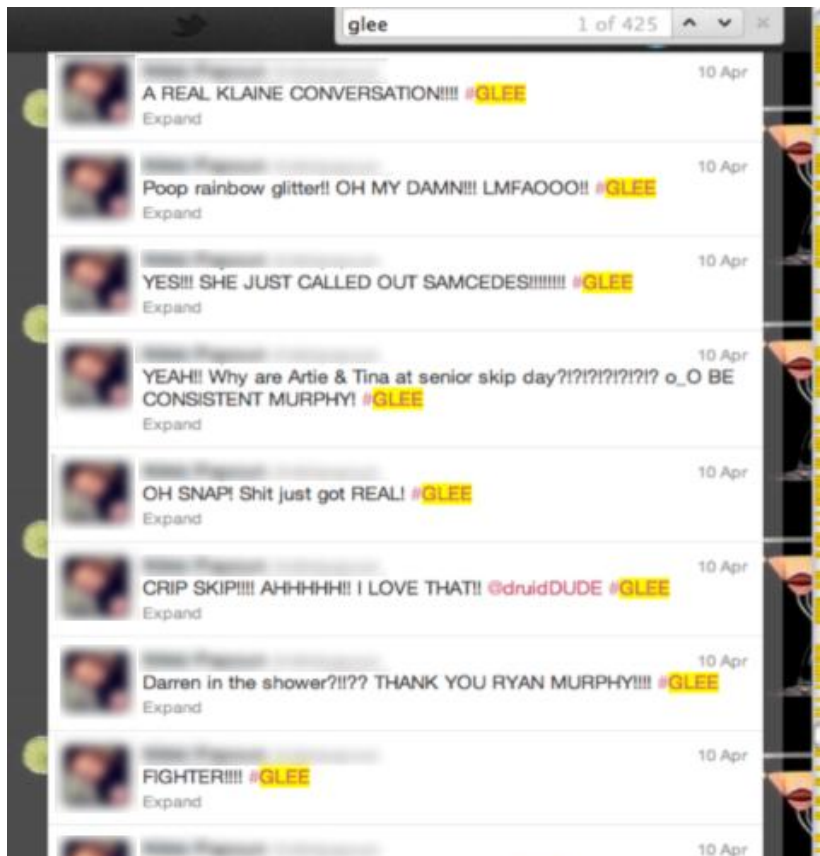 glee 1 of 425
10 Apr
A REAL KLAINE CONVERSATION!!!! #GLEE
Expand
10 Apr
Poop rainbow glitter!! OH MY DAMN!!! LMFAOOO!! #GLEE
Expand
10 Apr
YES!!! SHE JUST CALLED OUT SAMCEDES!!!!!!!! #GLEE
Expand
10 Apr
YEAH!! Why are Artie & Tina at senior skip day?!?!?!?!?!?!? o_O BE
CONSISTENT MURPHY! #GLEE
Expand
10 Apr
OH SNAP! Shit just got REAL! #GLEE
Expand
10 Apr
CRIP SKIP!!!! AHHHHH!! I LOVE THAT!! @druidDUDE #GLEE
Expand
10 Apr
Darren in the shower?!!?? THANK YOU RYAN MURPHY!!!! #GLEE
Expand
10 Apr
FIGHTER!!!! #GLEE
Expand
10 Apr